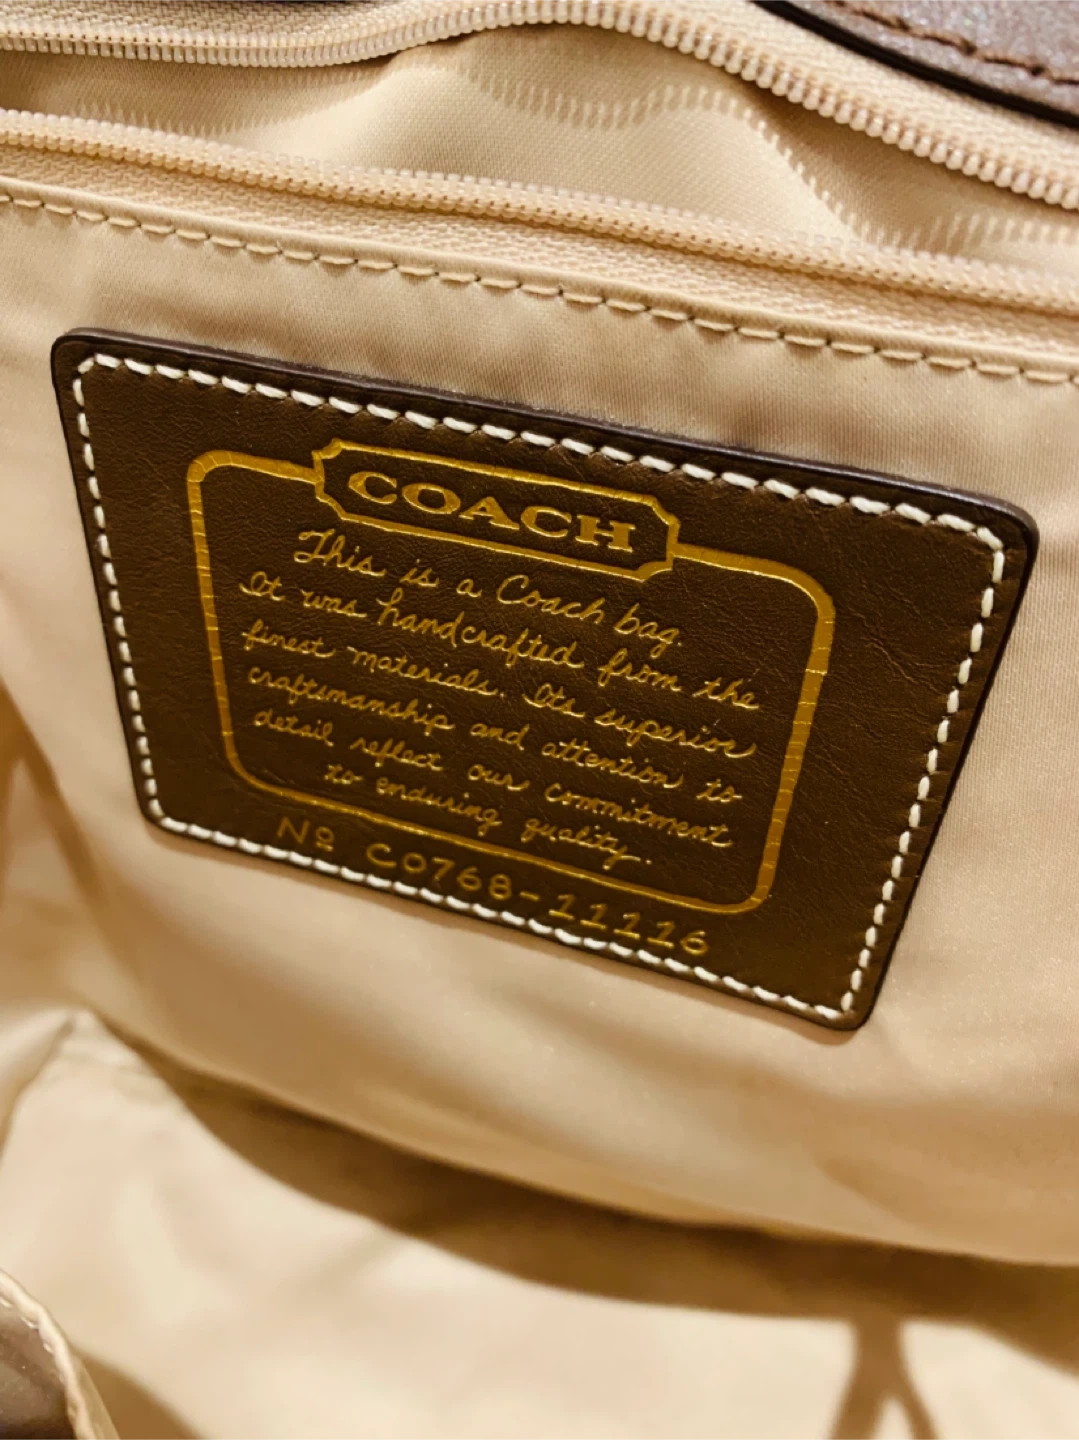 COACH
This is a Coach bag.
It was handcrafted from the
finest materials. Its superior
craftsmanship and attention to
detail reflect our commitment
to enduring quality.
Nº C0768-11116